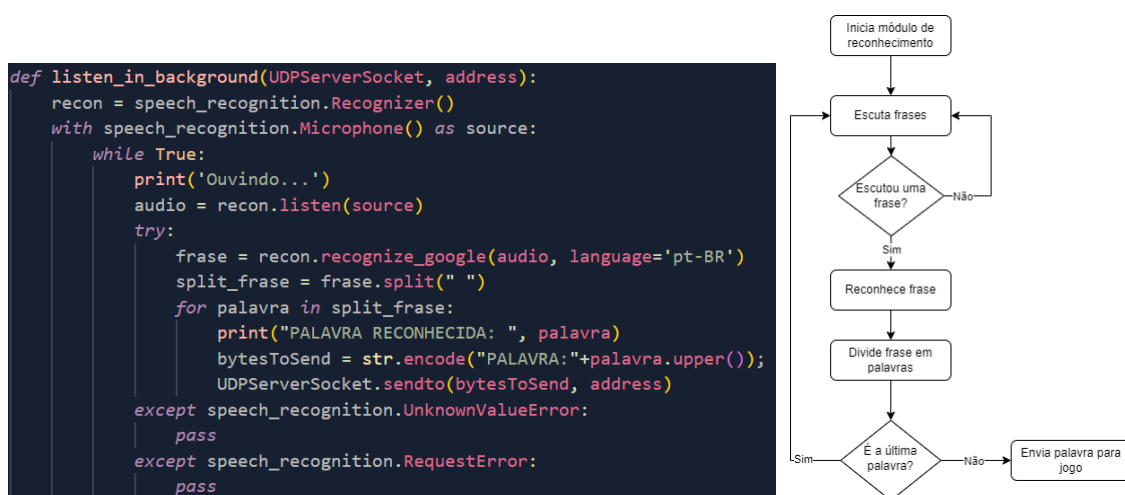 def listen_in_background(UDPServerSocket, address):
recon = speech_recognition.Recognizer()
with speech_recognition.Microphone() as source:
while True:
print('Ouvindo...')
audio = recon.listen(source)
try:
frase = recon.recognize_google(audio, language='pt-BR')
split_frase = frase.split(" ")
for palavra in split_frase:
print("PALAVRA RECONHECIDA: ", palavra)
bytesToSend = str.encode("PALAVRA:"+palavra.upper());
UDPServerSocket.sendto(bytesToSend, address)
except speech_recognition.UnknownValueError:
pass
except speech_recognition.RequestError:
pass
Inicia módulo de
reconhecimento
Escuta frases
Escutou uma
frase?
Não
Sim
Reconhece frase
Divide frase em
palavras
É a última
palavra?
Sim
Não
Envia palavra para
jogo